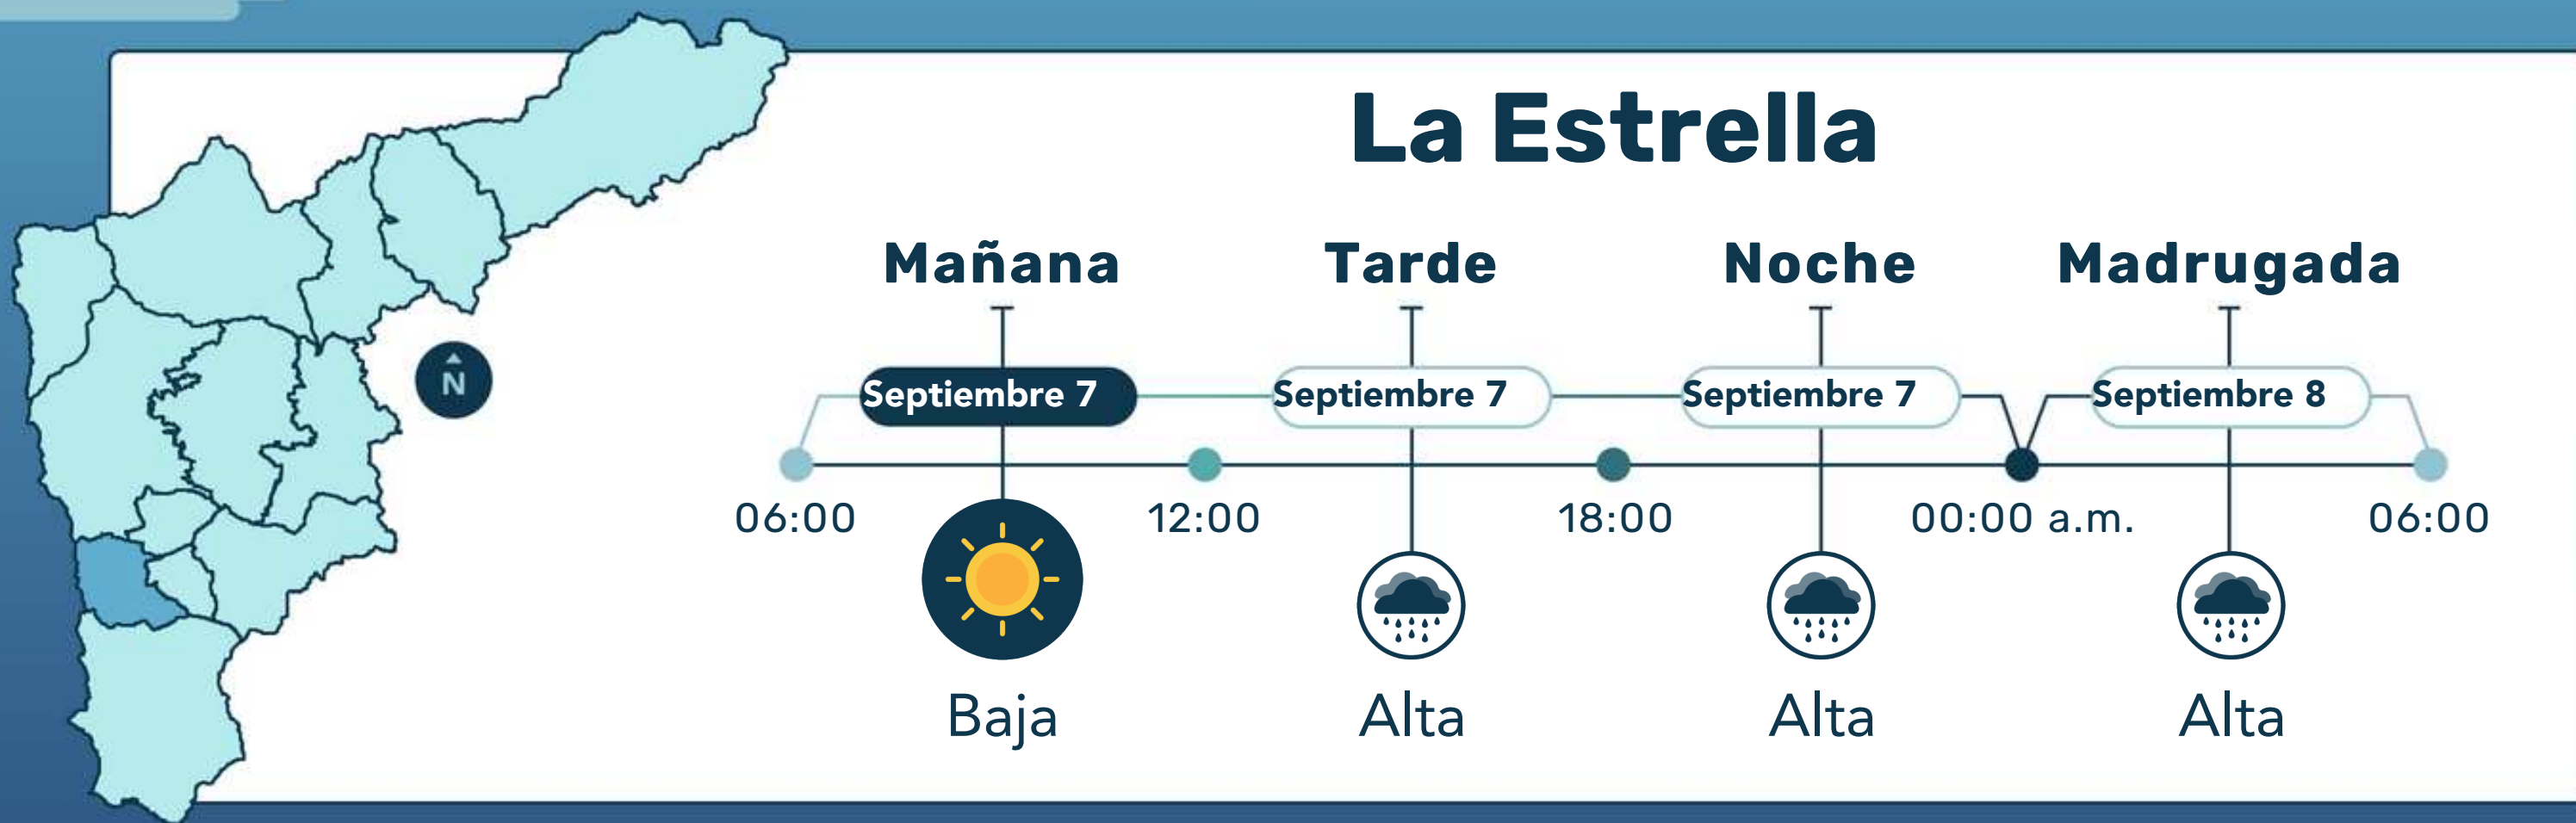 La Estrella
Mañana Tarde Noche Madrugada
N
Septiembre 7 Septiembre 7 Septiembre 7 Septiembre 8
06:00 12:00 18:00 00:00 a.m. 06:00
Baja Alta Alta Alta